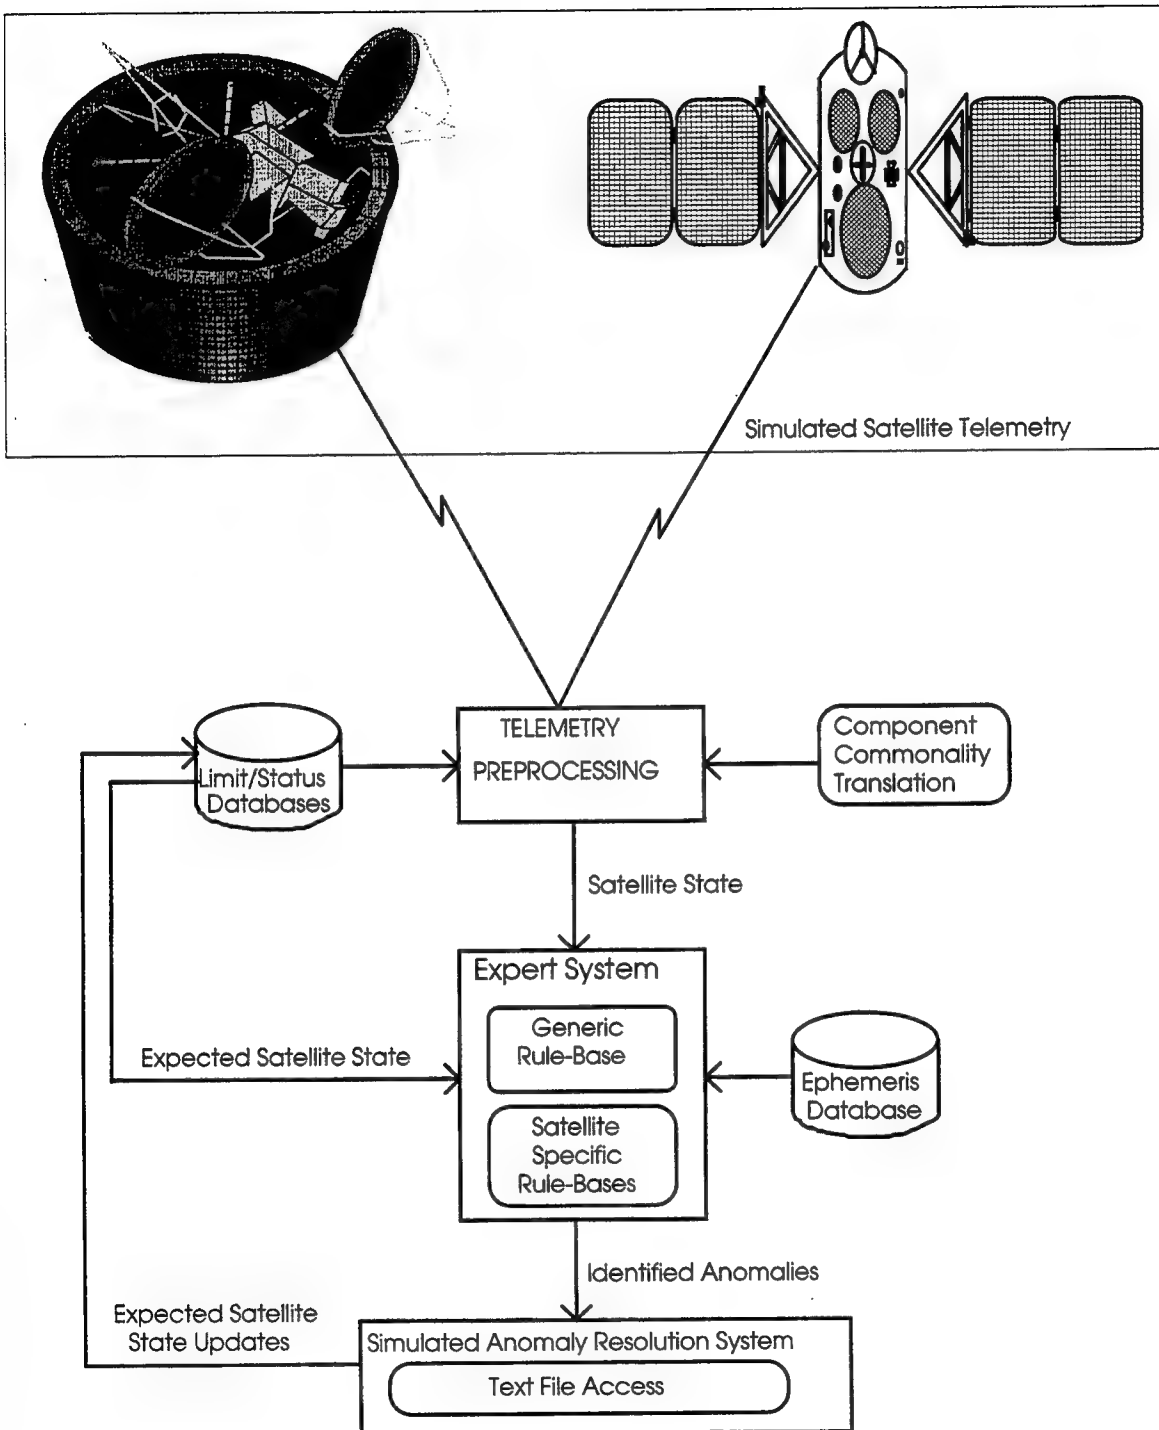 Simulated Satellite Telemetry
TELEMETRY
PREPROCESSING
Component
Commonality
Translation
Limit/Status
Databases
Satellite State
Expert System
Generic
Rule-Base
Expected Satellite State
Ephemeris
Database
Satellite
Specific
Rule-Bases
Identified Anomalies
Expected Satellite
State Updates
Simulated Anomaly Resolution System
Text File Access